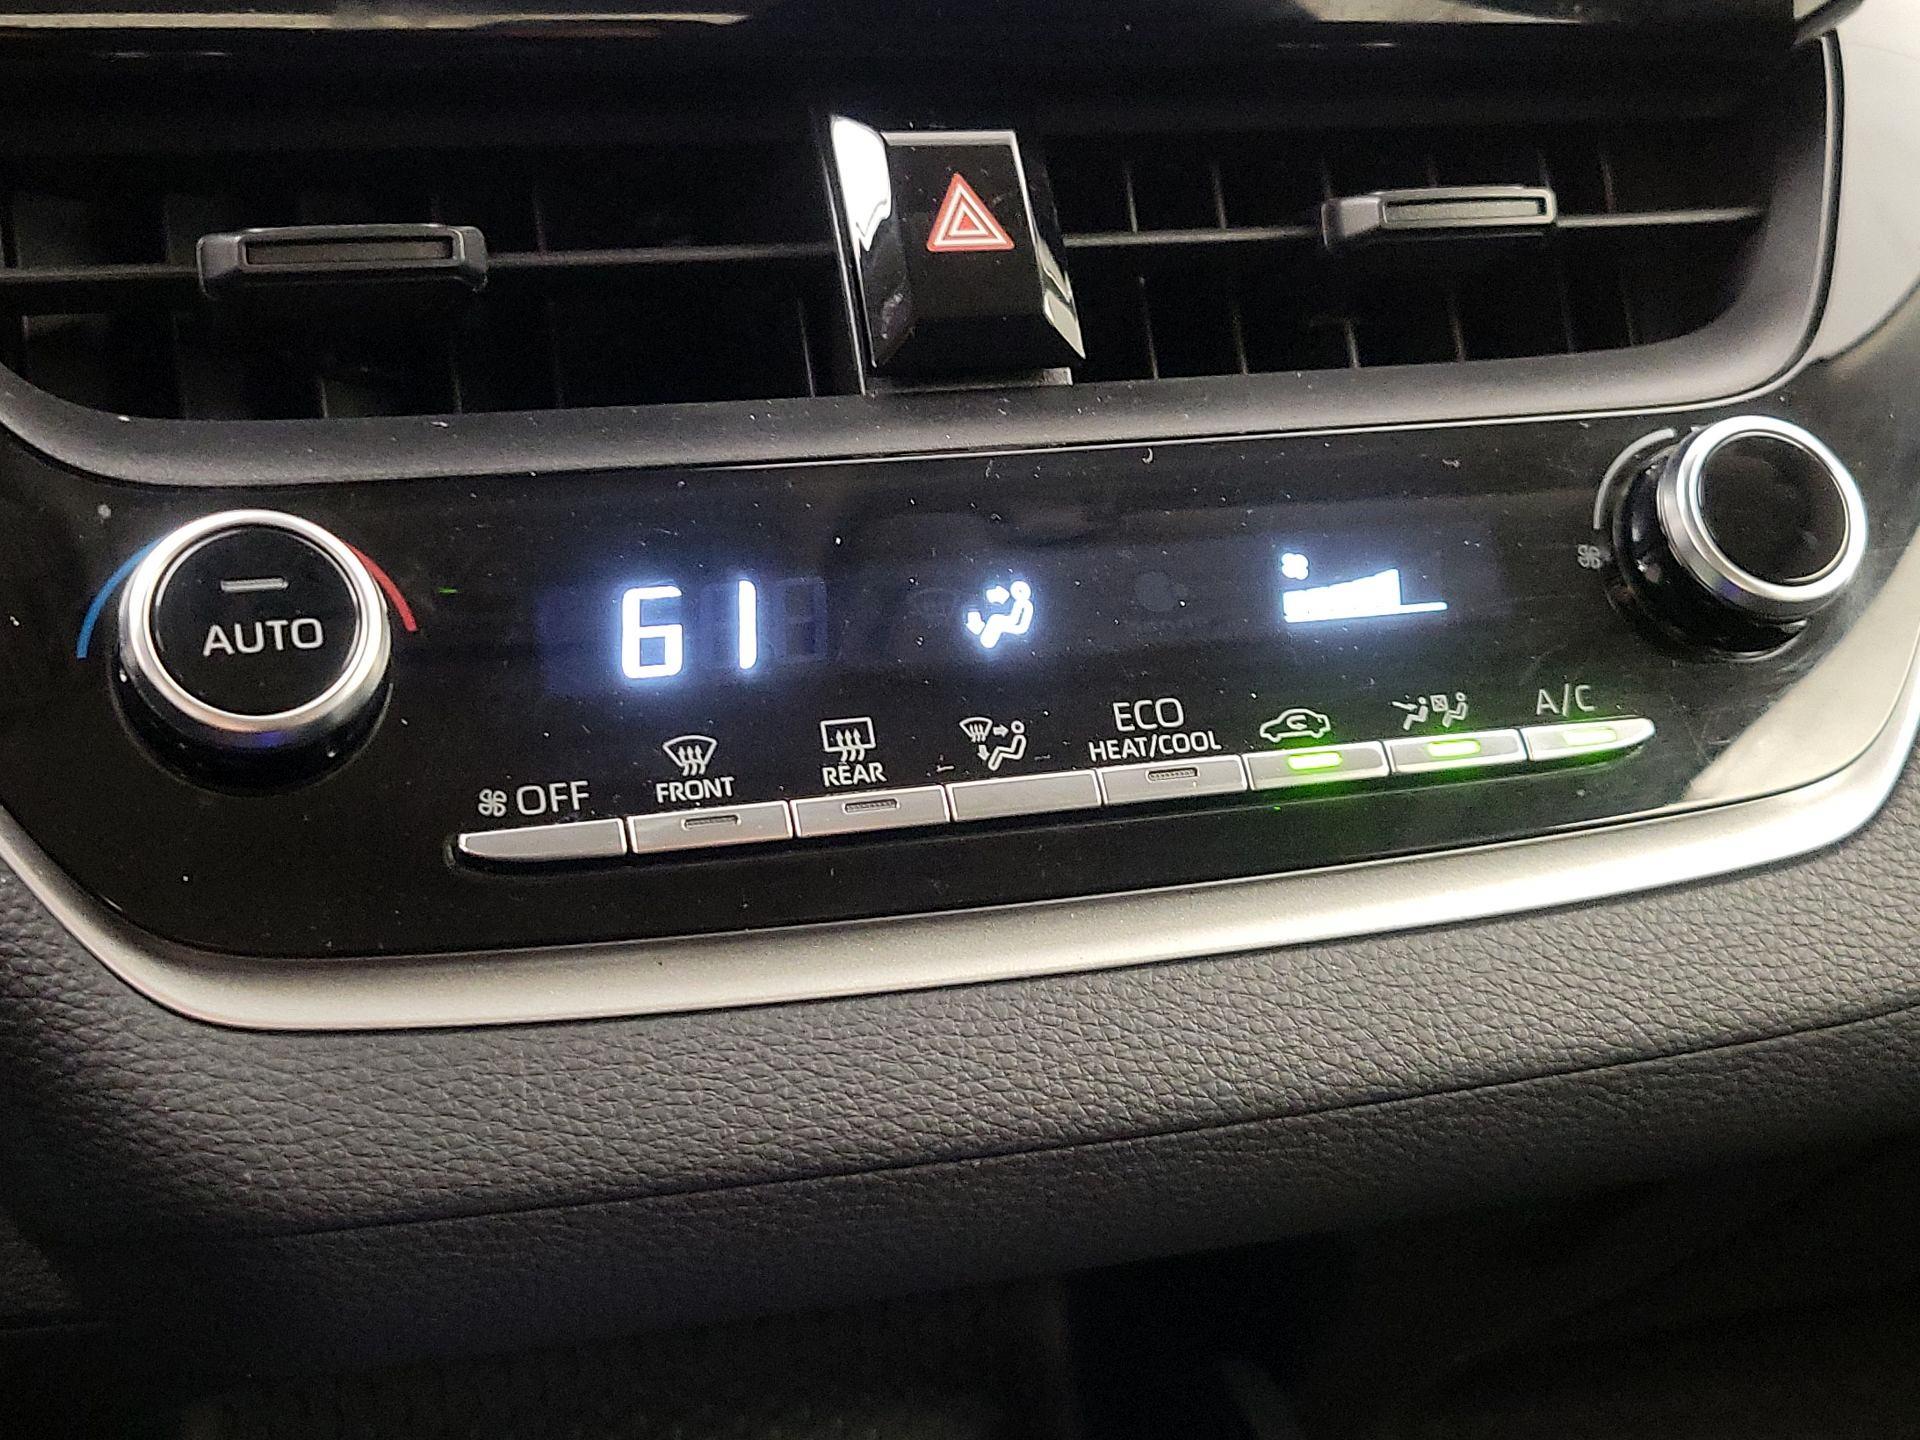 AUTO
61
OFF
FRONT
REAR
ECO
HEAT/COOL
A/C